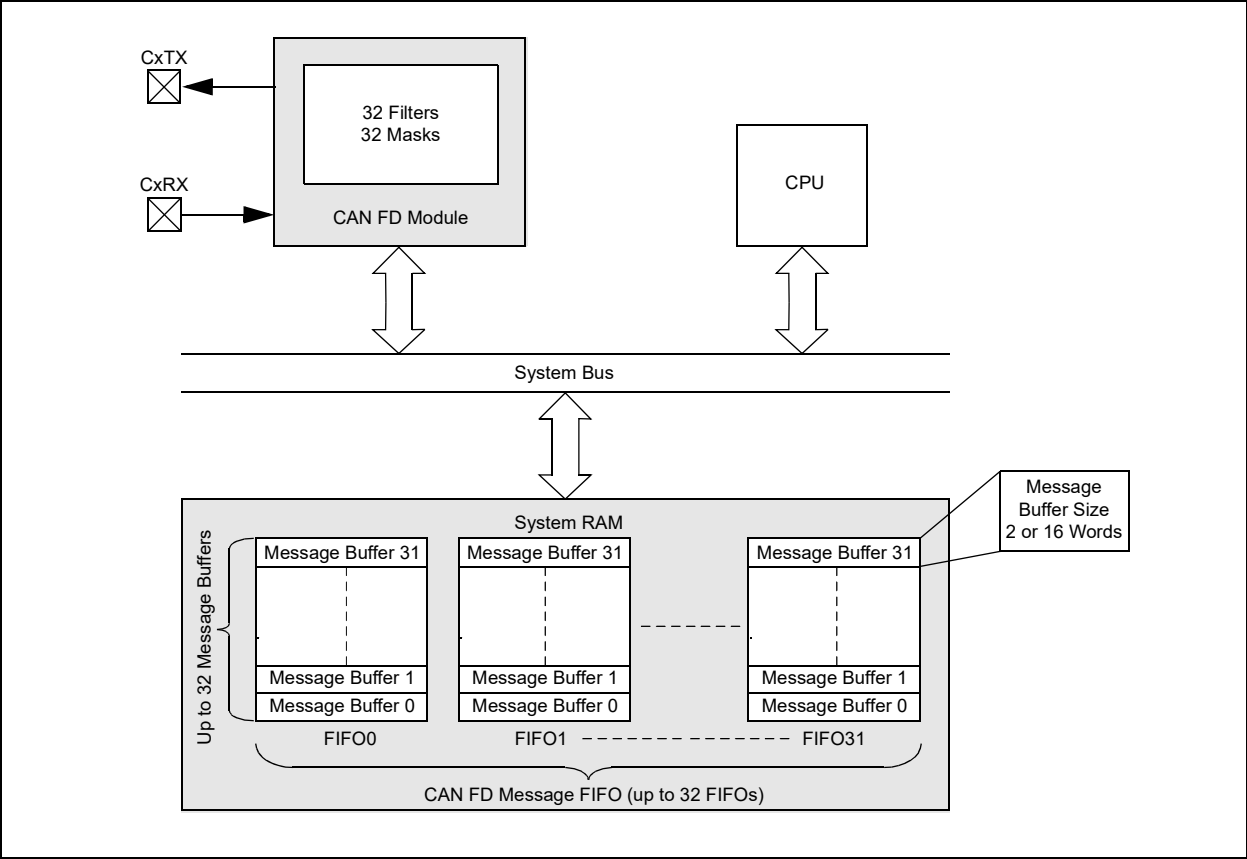 CxTX
32 Filters
32 Masks
CxRX
CAN FD Module
CPU
System Bus
Message
Buffer Size
2 or 16 Words
System RAM
Up to 32 Message Buffers
Message Buffer 31
Message Buffer 31
Message Buffer 31
Message Buffer 1
Message Buffer 1
Message Buffer 1
Message Buffer 0
Message Buffer 0
Message Buffer 0
FIFO0
FIFO1
FIFO31
CAN FD Message FIFO (up to 32 FIFOs)